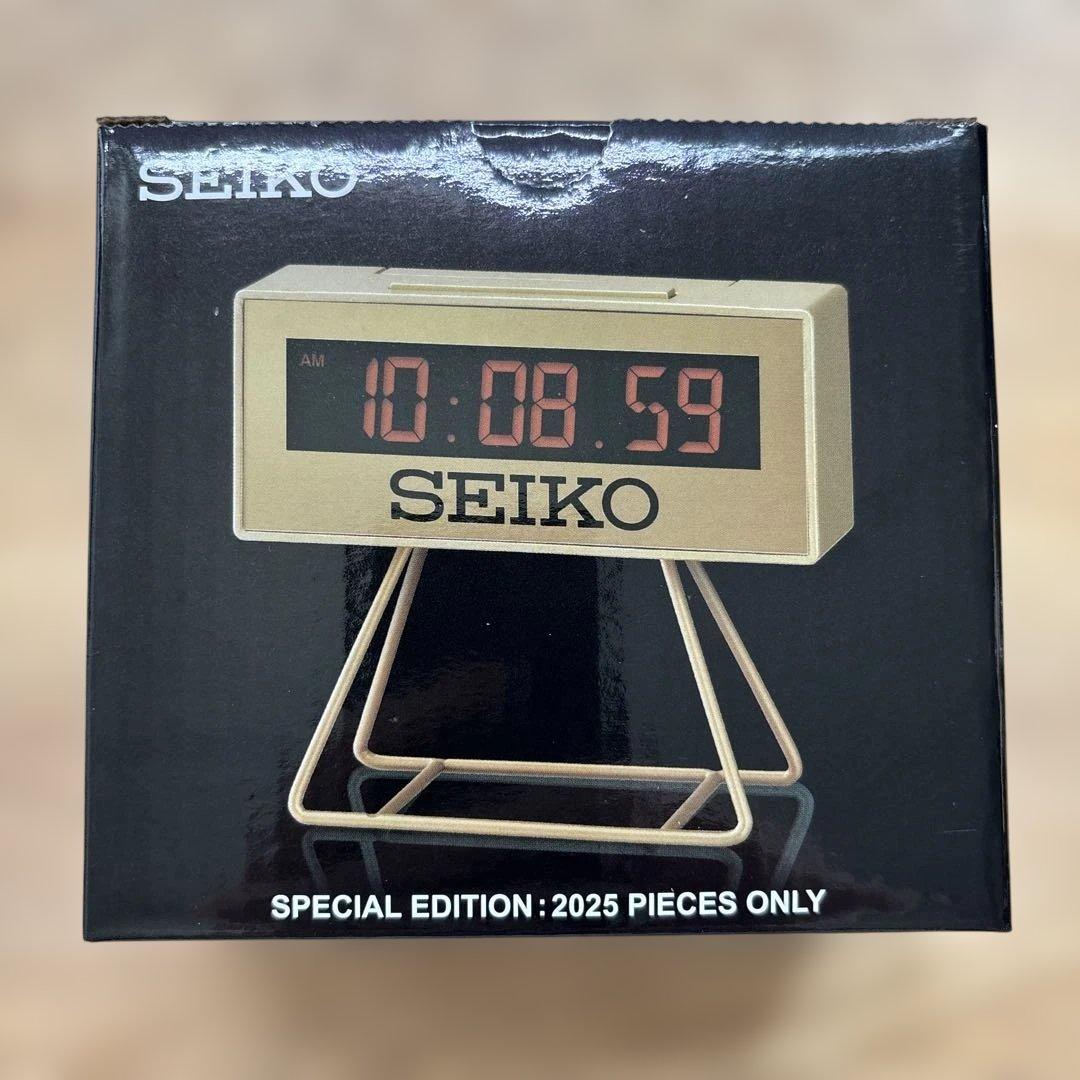 SEIKO
AM 10:08.59
SEIKO
SPECIAL EDITION:2025 PIECES ONLY